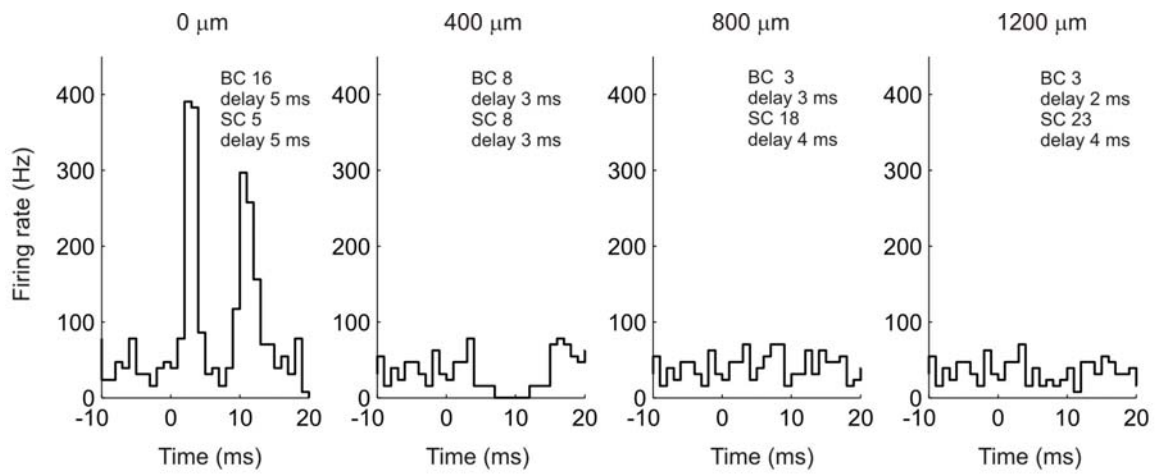 0 μm
400 μm
800 μm
1200 μm
BC 16
delay 5 ms
SC 5
delay 5 ms
BC 8
delay 3 ms
SC 8
delay 3 ms
BC 3
delay 3 ms
SC 18
delay 4 ms
BC 3
delay 2 ms
SC 23
delay 4 ms
Firing rate (Hz)
400
300
200
100
0
400
300
200
100
0
400
300
200
100
0
400
300
200
100
0
-10 0 10 20
-10 0 10 20
-10 0 10 20
-10 0 10 20
Time (ms)
Time (ms)
Time (ms)
Time (ms)